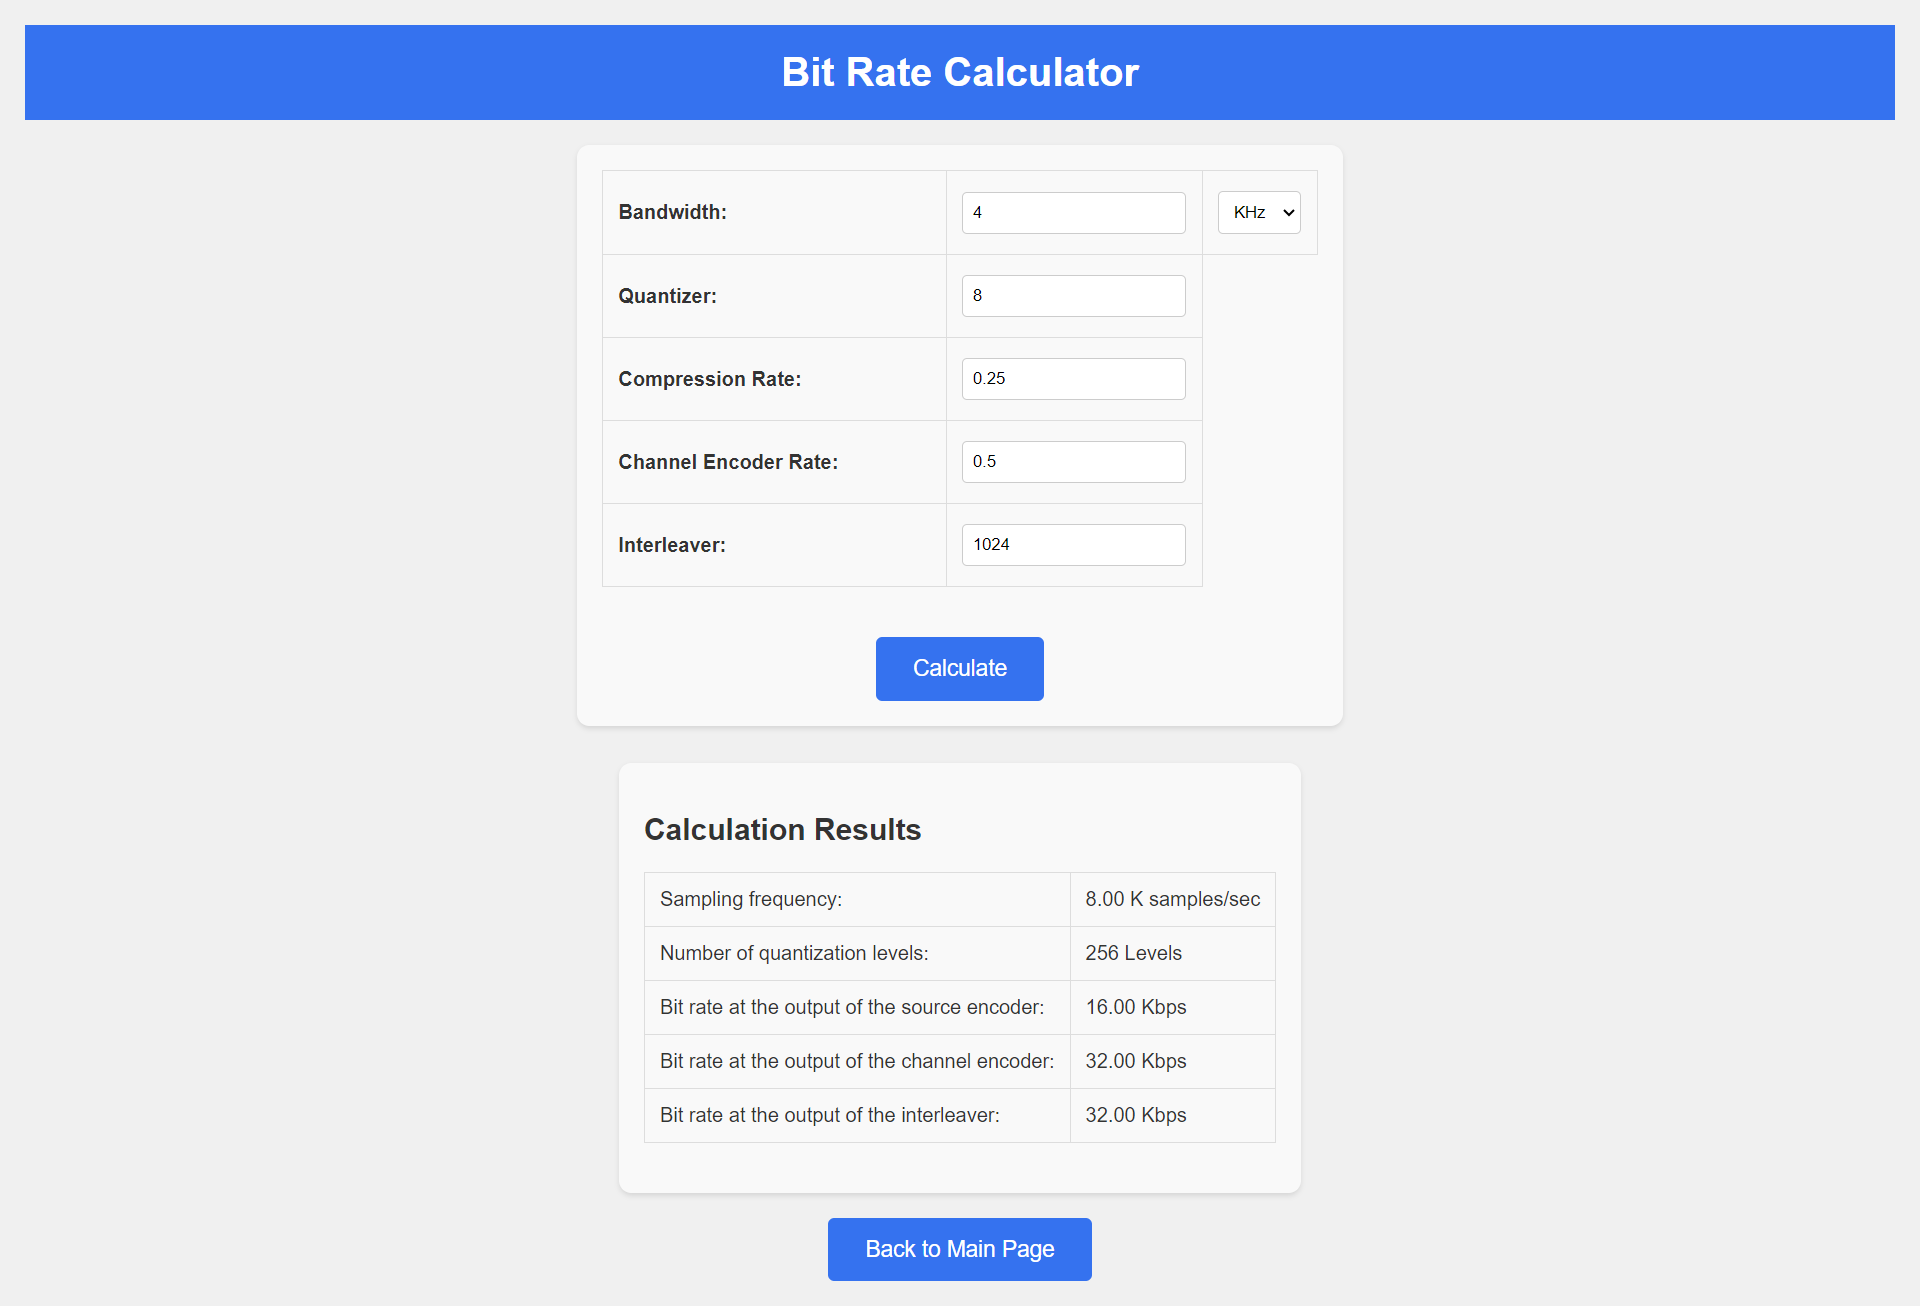 Bit Rate Calculator
Bandwidth: 4 KHz
Quantizer: 8
Compression Rate: 0.25
Channel Encoder Rate: 0.5
Interleaver: 1024
Calculate
Calculation Results
Sampling frequency: 8.00 K samples/sec
Number of quantization levels: 256 Levels
Bit rate at the output of the source encoder: 16.00 Kbps
Bit rate at the output of the channel encoder: 32.00 Kbps
Bit rate at the output of the interleaver: 32.00 Kbps
Back to Main Page